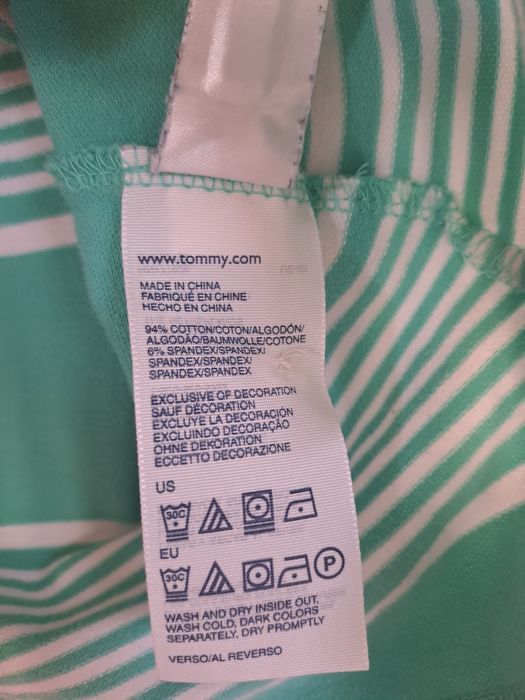 www.tommy.com
MADE IN CHINA
FABRIQUÉ EN CHINE
HECHO EN CHINA
94% COTTON/COTON/ALGODÓN/
ALGODÃO/BAUMWOLLE/COTONE
6% SPANDEX/SPANDEX/
SPANDEX/SPANDEX/
SPANDEX/SPANDEX
EXCLUSIVE OF DECORATION
SAUF DÉCORATION
EXCLUYE LA DECORACIÓN
EXCLUINDO DECORAÇÃO
OHNE DEKORATION
ECCETTO DECORAZIONE
US
30C
EU
30C P
WASH AND DRY INSIDE OUT,
WASH COLD, DARK COLORS
SEPARATELY, DRY PROMPTLY
VERSO/AL REVERSO